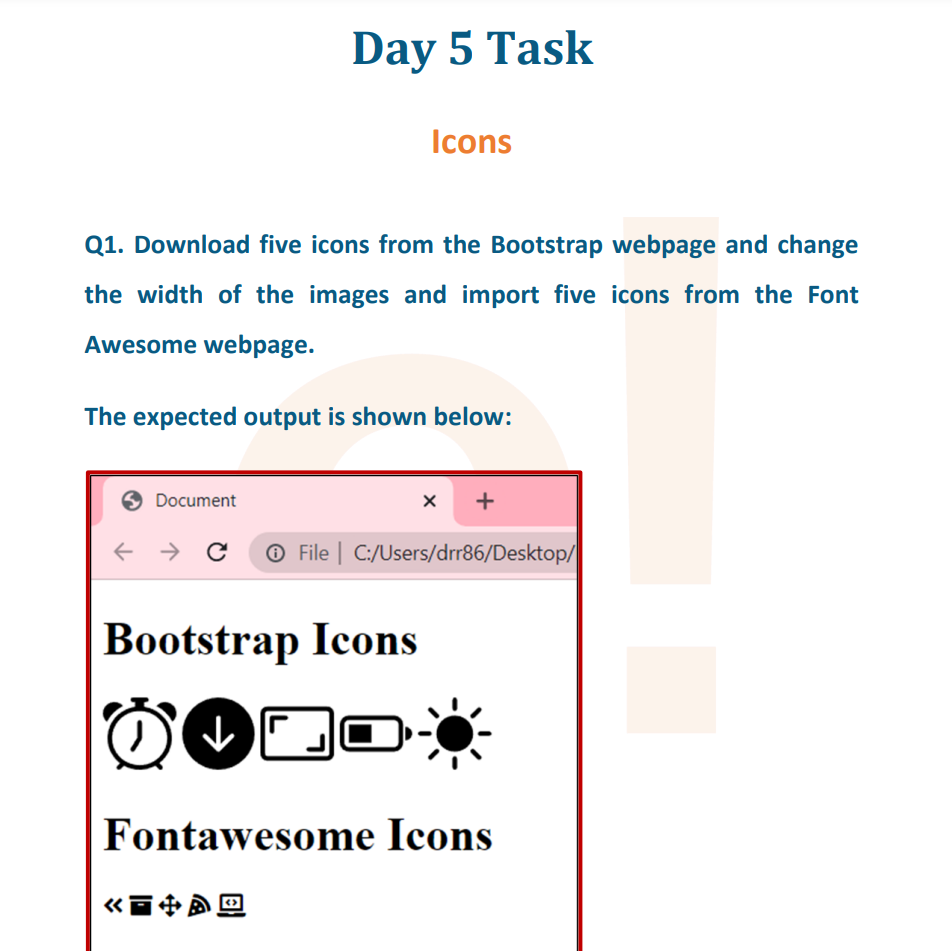 Day 5 Task
Icons
Q1. Download five icons from the Bootstrap webpage and change
the width of the images and import five icons from the Font
Awesome webpage.
The expected output is shown below:
Document
File | C:/Users/drr86/Desktop/
Bootstrap Icons
Fontawesome Icons